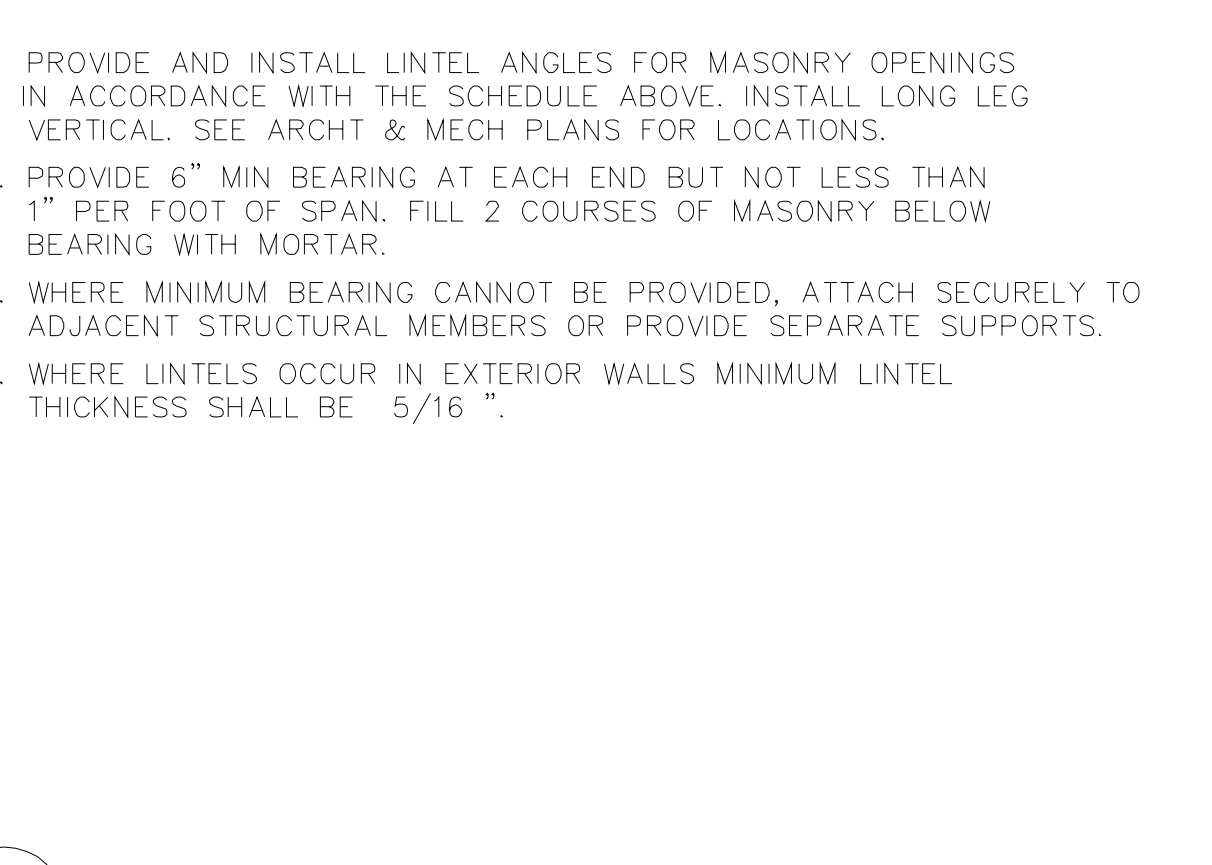 PROVIDE AND INSTALL LINTEL ANGLES FOR MASONRY OPENINGS
IN ACCORDANCE WITH THE SCHEDULE ABOVE. INSTALL LONG LEG
VERTICAL. SEE ARCHT & MECH PLANS FOR LOCATIONS.
. PROVIDE 6” MIN BEARING AT EACH END BUT NOT LESS THAN
1” PER FOOT OF SPAN. FILL 2 COURSES OF MASONRY BELOW
BEARING WITH MORTAR.
. WHERE MINIMUM BEARING CANNOT BE PROVIDED, ATTACH SECURELY TO
ADJACENT STRUCTURAL MEMBERS OR PROVIDE SEPARATE SUPPORTS.
. WHERE LINTELS OCCUR IN EXTERIOR WALLS MINIMUM LINTEL
THICKNESS SHALL BE 5/16 ”.